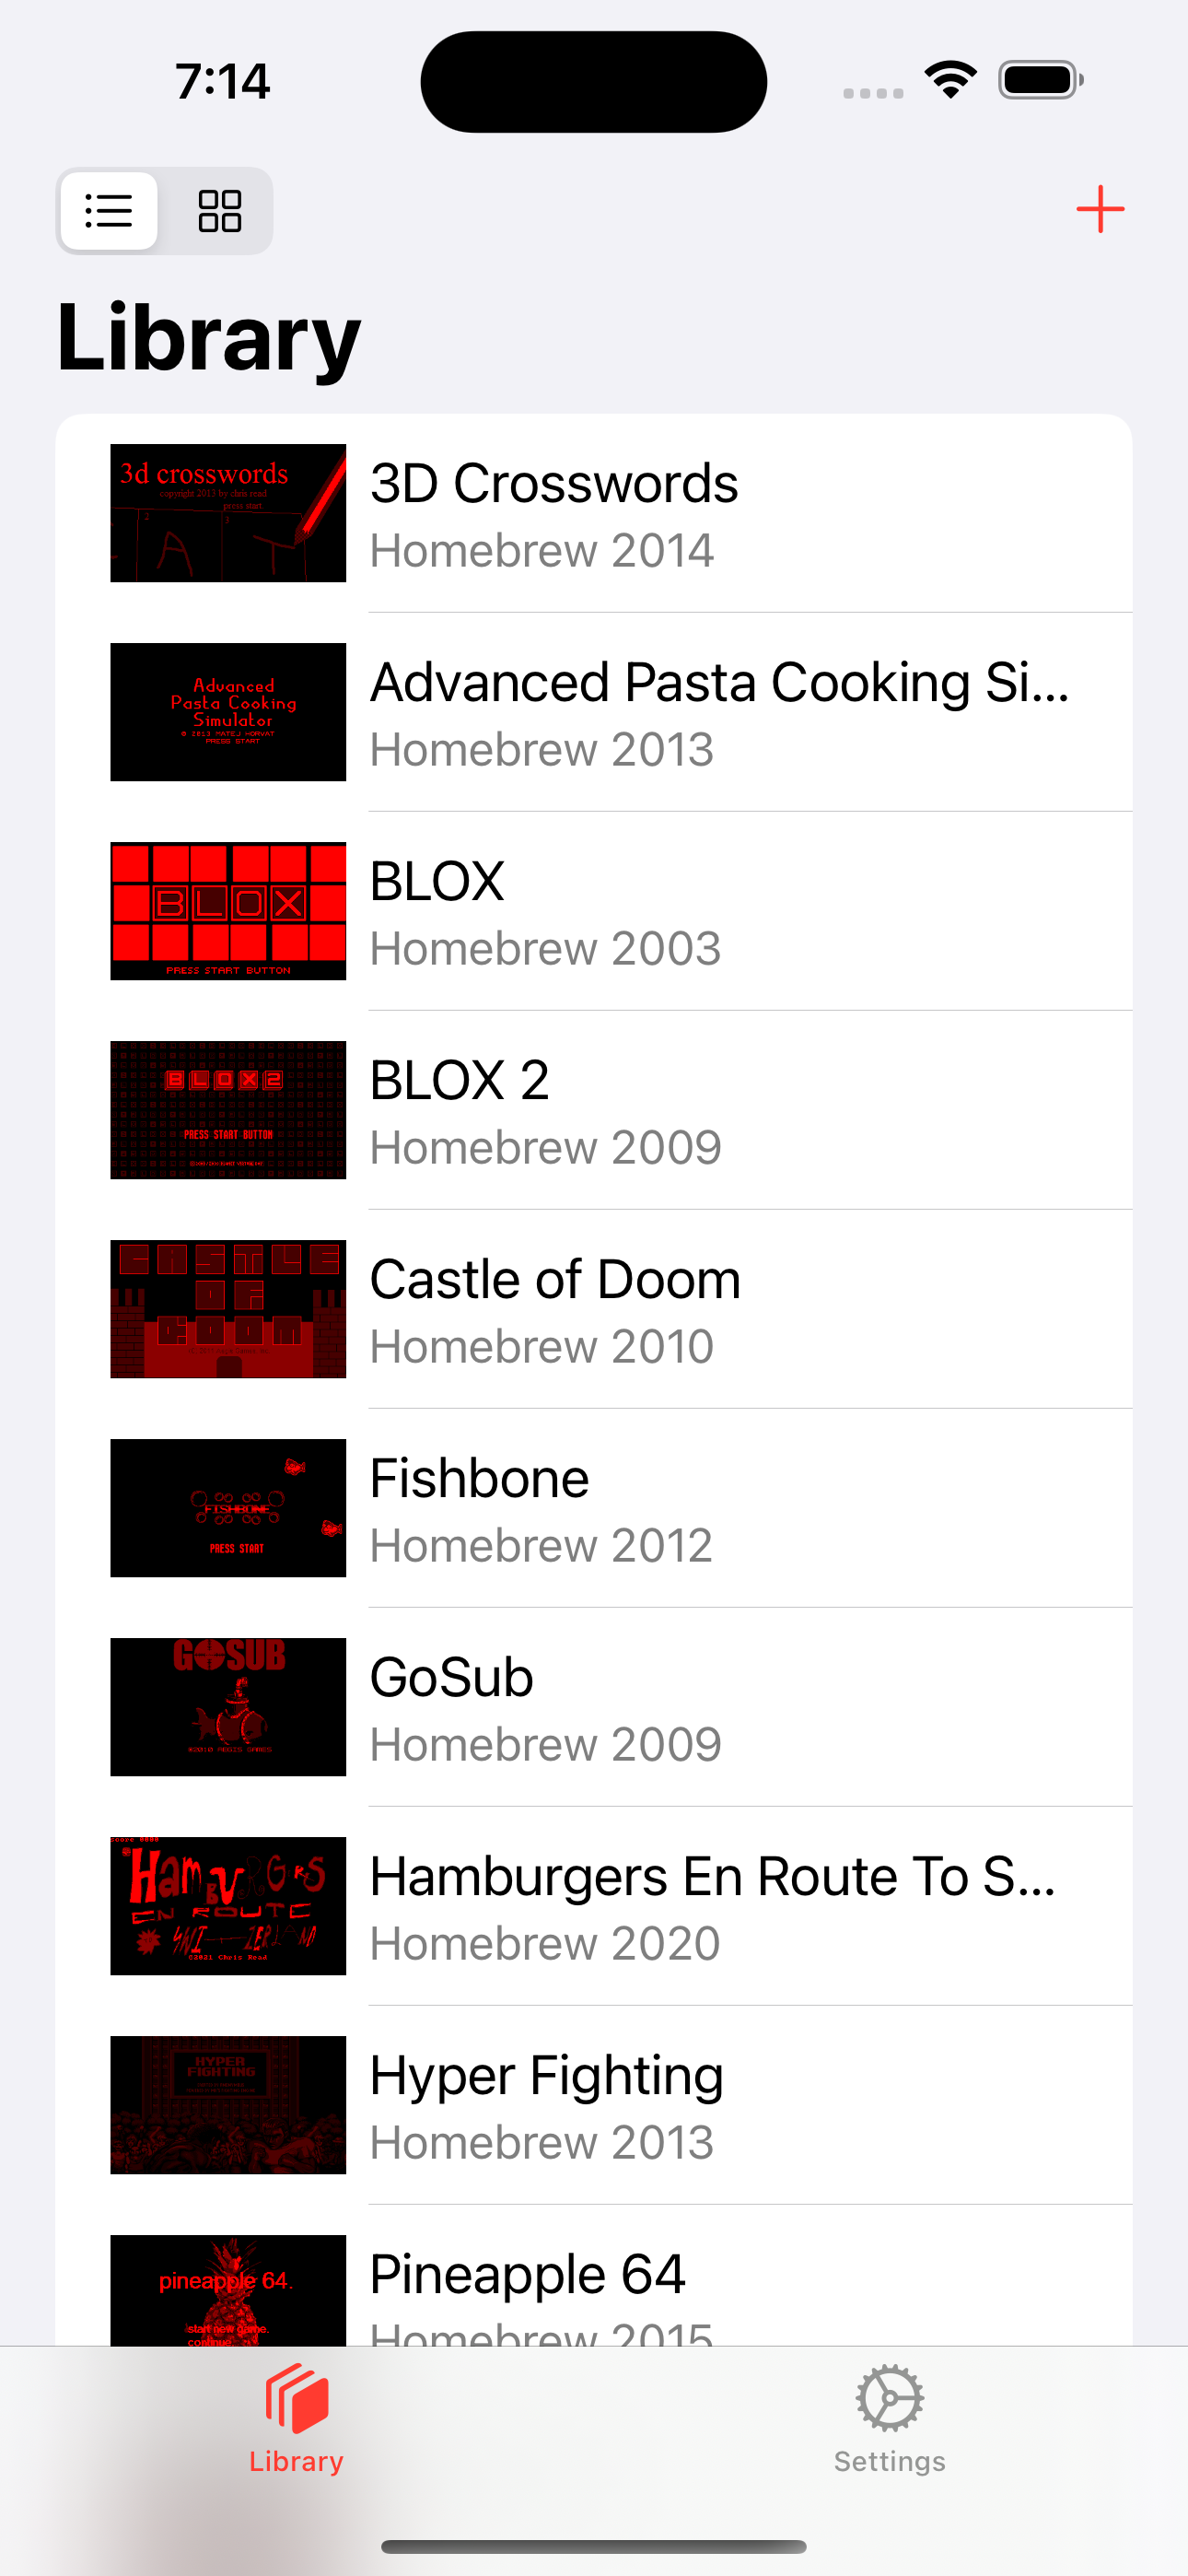 7:14
Library
3d crosswords
copyright 2013 by chris read
press start
2
3
A T
3D Crosswords
Homebrew 2014
Advanced
Pasta Cooking
Simulator
© 2013 MATEJ HORVAT
PRESS START
Advanced Pasta Cooking Si...
Homebrew 2013
BLOX
PRESS START BUTTON
BLOX
Homebrew 2003
BLOX2
PRESS START BUTTON
BLOX 2
Homebrew 2009
CASTLE
OF
DOOM
Castle of Doom
Homebrew 2010
FISHBONE
PRESS START
Fishbone
Homebrew 2012
GOSUB
GoSub
Homebrew 2009
HamBURGERS
EN ROUTE
SWITZERLAND
©2021 Chris Read
Hamburgers En Route To S...
Homebrew 2020
HYPER
FIGHTING
Hyper Fighting
Homebrew 2013
pineapple 64.
start new game.
continue
Pineapple 64
Homebrew 2015
Library
Settings